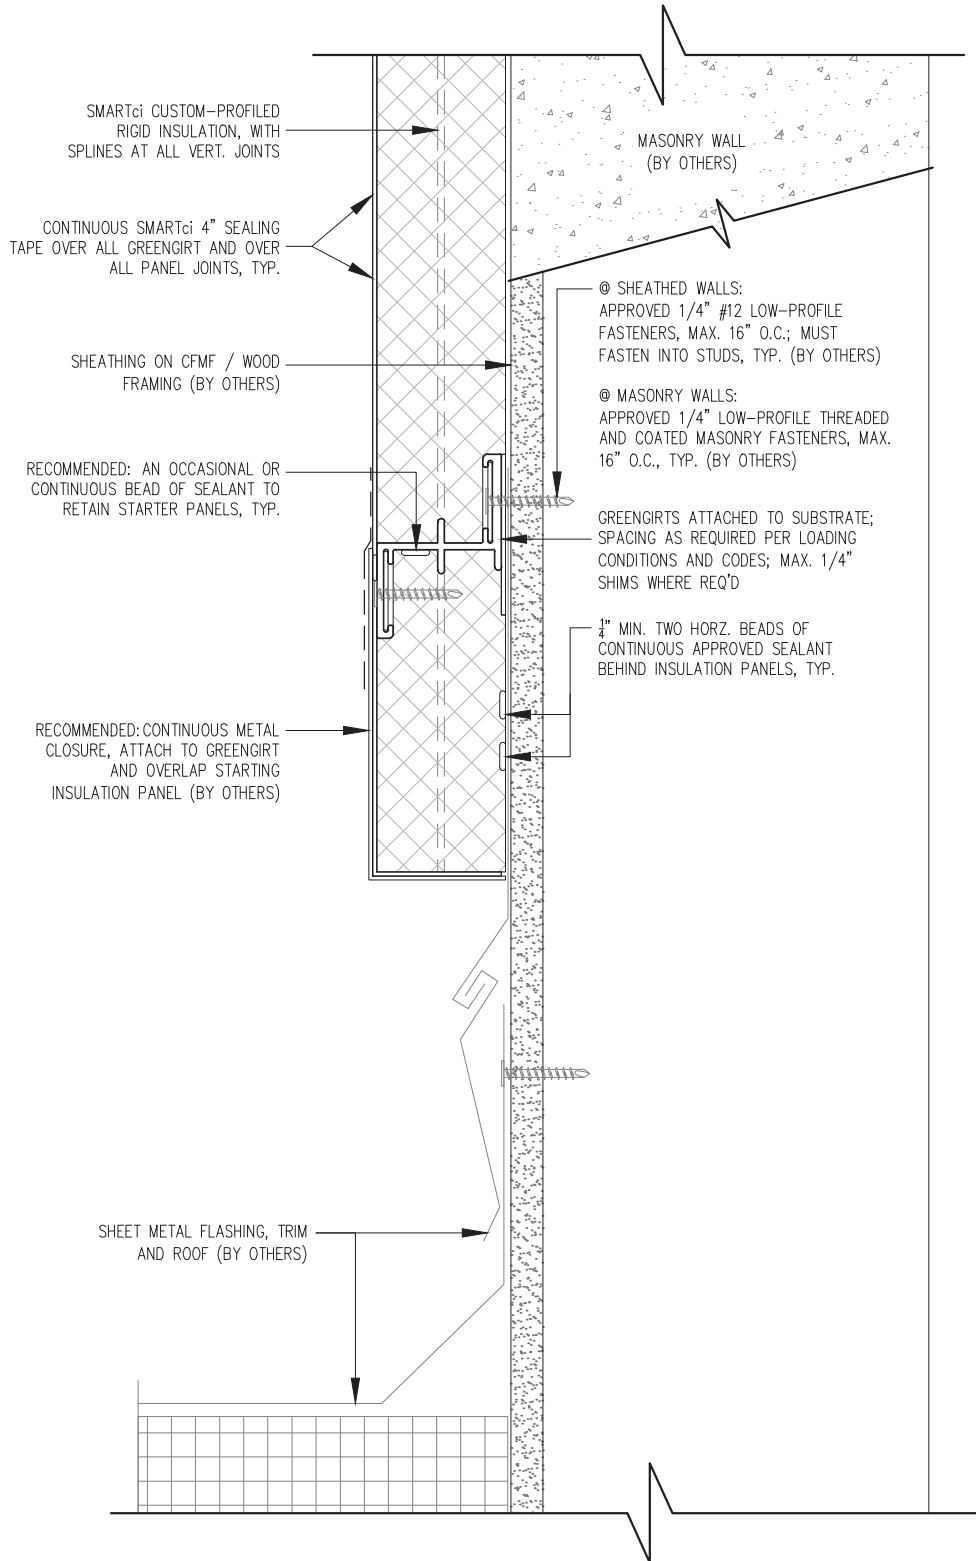 SMARTci CUSTOM-PROFILED
RIGID INSULATION, WITH
SPLINES AT ALL VERT. JOINTS
MASONRY WALL
(BY OTHERS)
CONTINUOUS SMARTci 4" SEALING
TAPE OVER ALL GREENGIRT AND OVER
ALL PANEL JOINTS, TYP.
@ SHEATHED WALLS:
APPROVED 1/4" #12 LOW-PROFILE
FASTENERS, MAX. 16" O.C.; MUST
FASTEN INTO STUDS, TYP. (BY OTHERS)
SHEATHING ON CFMF / WOOD
FRAMING (BY OTHERS)
@ MASONRY WALLS:
APPROVED 1/4" LOW-PROFILE THREADED
AND COATED MASONRY FASTENERS, MAX.
16" O.C., TYP. (BY OTHERS)
RECOMMENDED: AN OCCASIONAL OR
CONTINUOUS BEAD OF SEALANT TO
RETAIN STARTER PANELS, TYP.
GREENGIRTS ATTACHED TO SUBSTRATE;
SPACING AS REQUIRED PER LOADING
CONDITIONS AND CODES; MAX. 1/4"
SHIMS WHERE REQ'D
1/4" MIN. TWO HORZ. BEADS OF
CONTINUOUS APPROVED SEALANT
BEHIND INSULATION PANELS, TYP.
RECOMMENDED: CONTINUOUS METAL
CLOSURE, ATTACH TO GREENGIRT
AND OVERLAP STARTING
INSULATION PANEL (BY OTHERS)
SHEET METAL FLASHING, TRIM
AND ROOF (BY OTHERS)